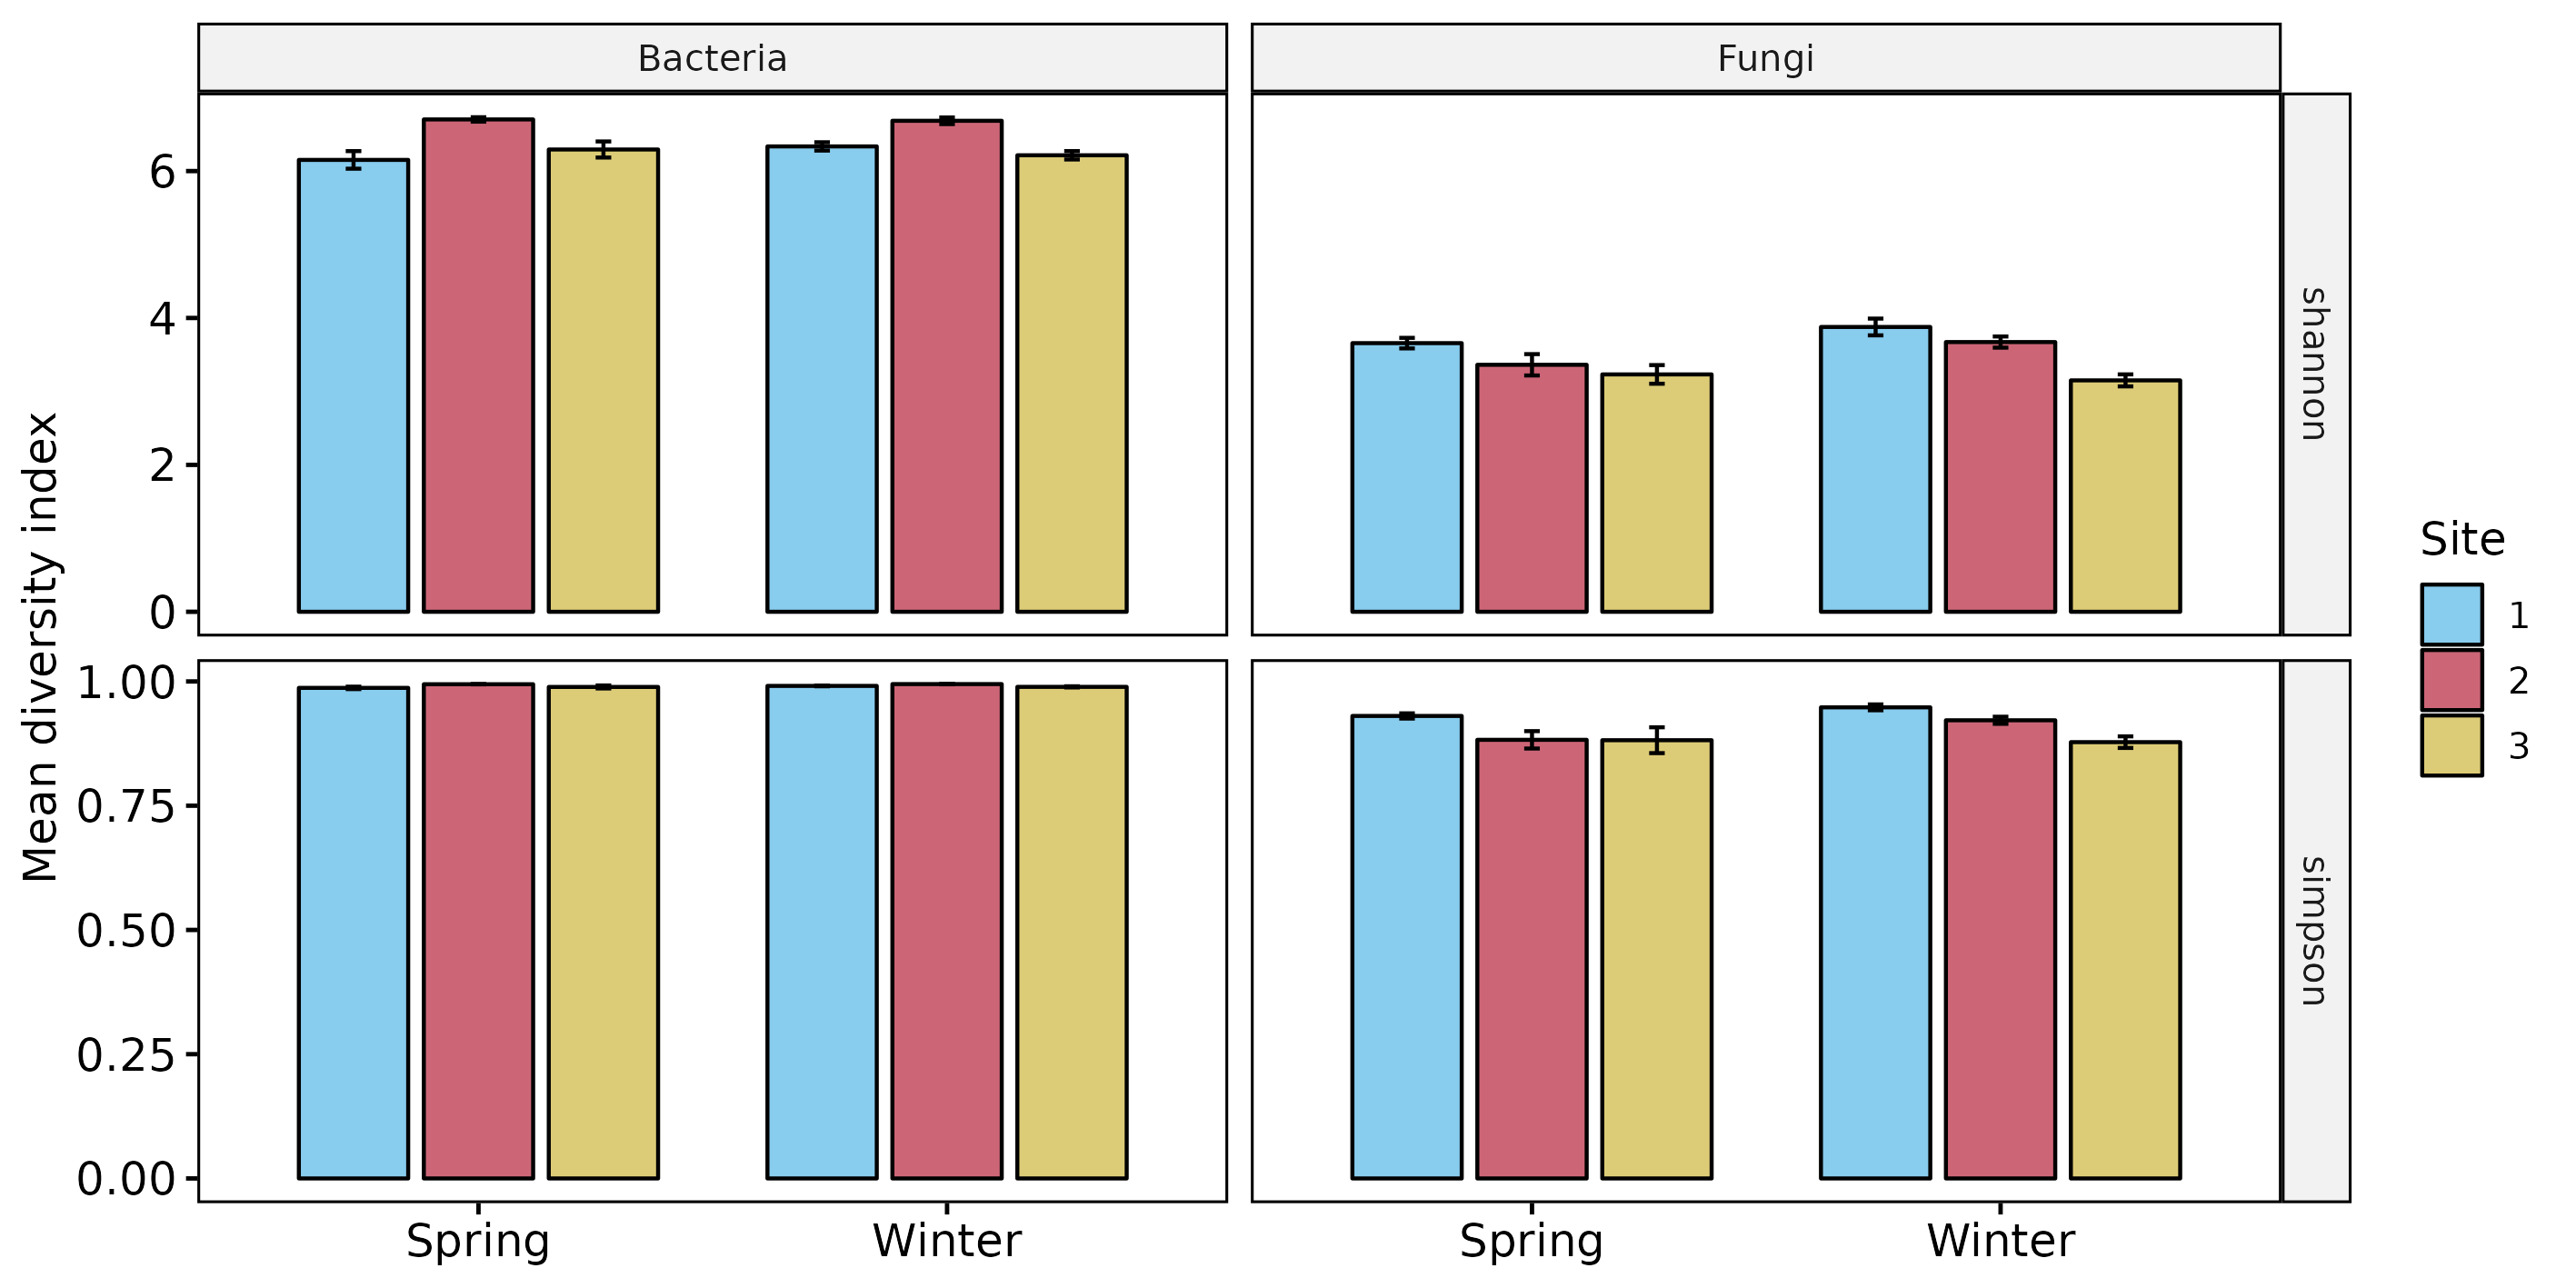 Bacteria
Fungi
Mean diversity index
6
4
2
0
shannon
1.00
0.75
0.50
0.25
0.00
simpson
Spring
Winter
Spring
Winter
Site
1
2
3